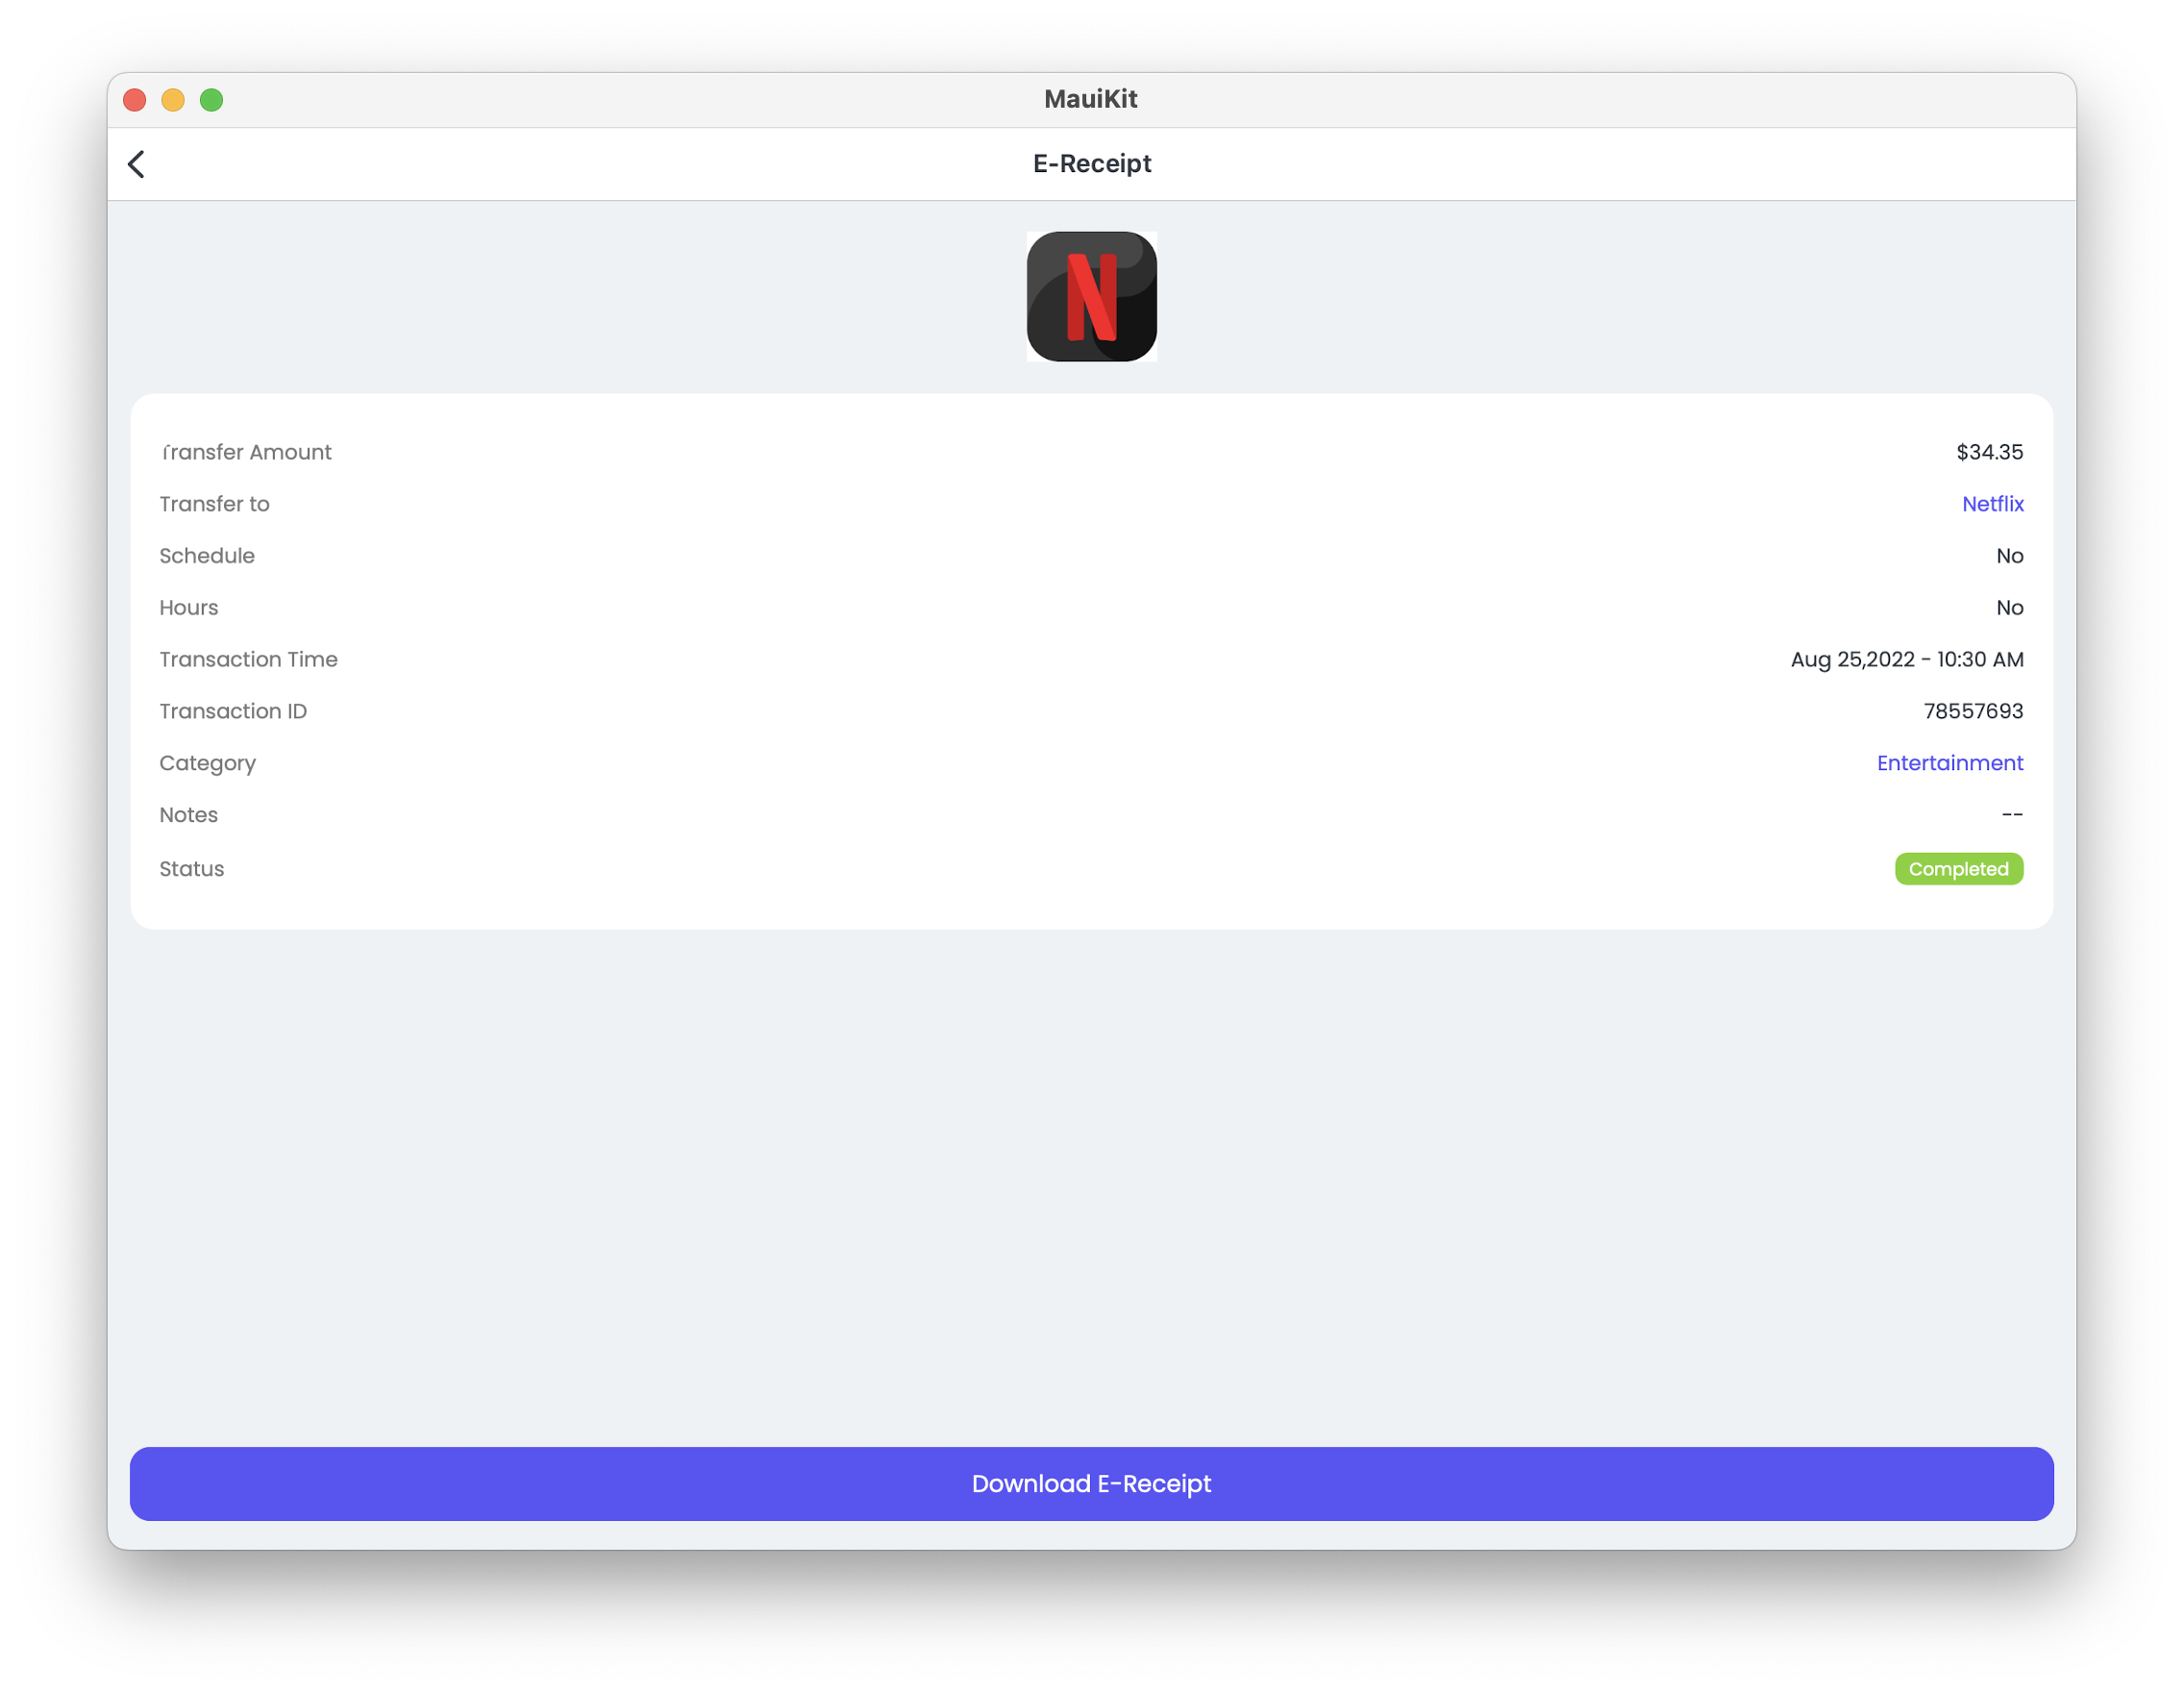 MauiKit
E-Receipt
N
Transfer Amount $34.35
Transfer to Netflix
Schedule No
Hours No
Transaction Time Aug 25,2022 - 10:30 AM
Transaction ID 78557693
Category Entertainment
Notes --
Status Completed
Download E-Receipt